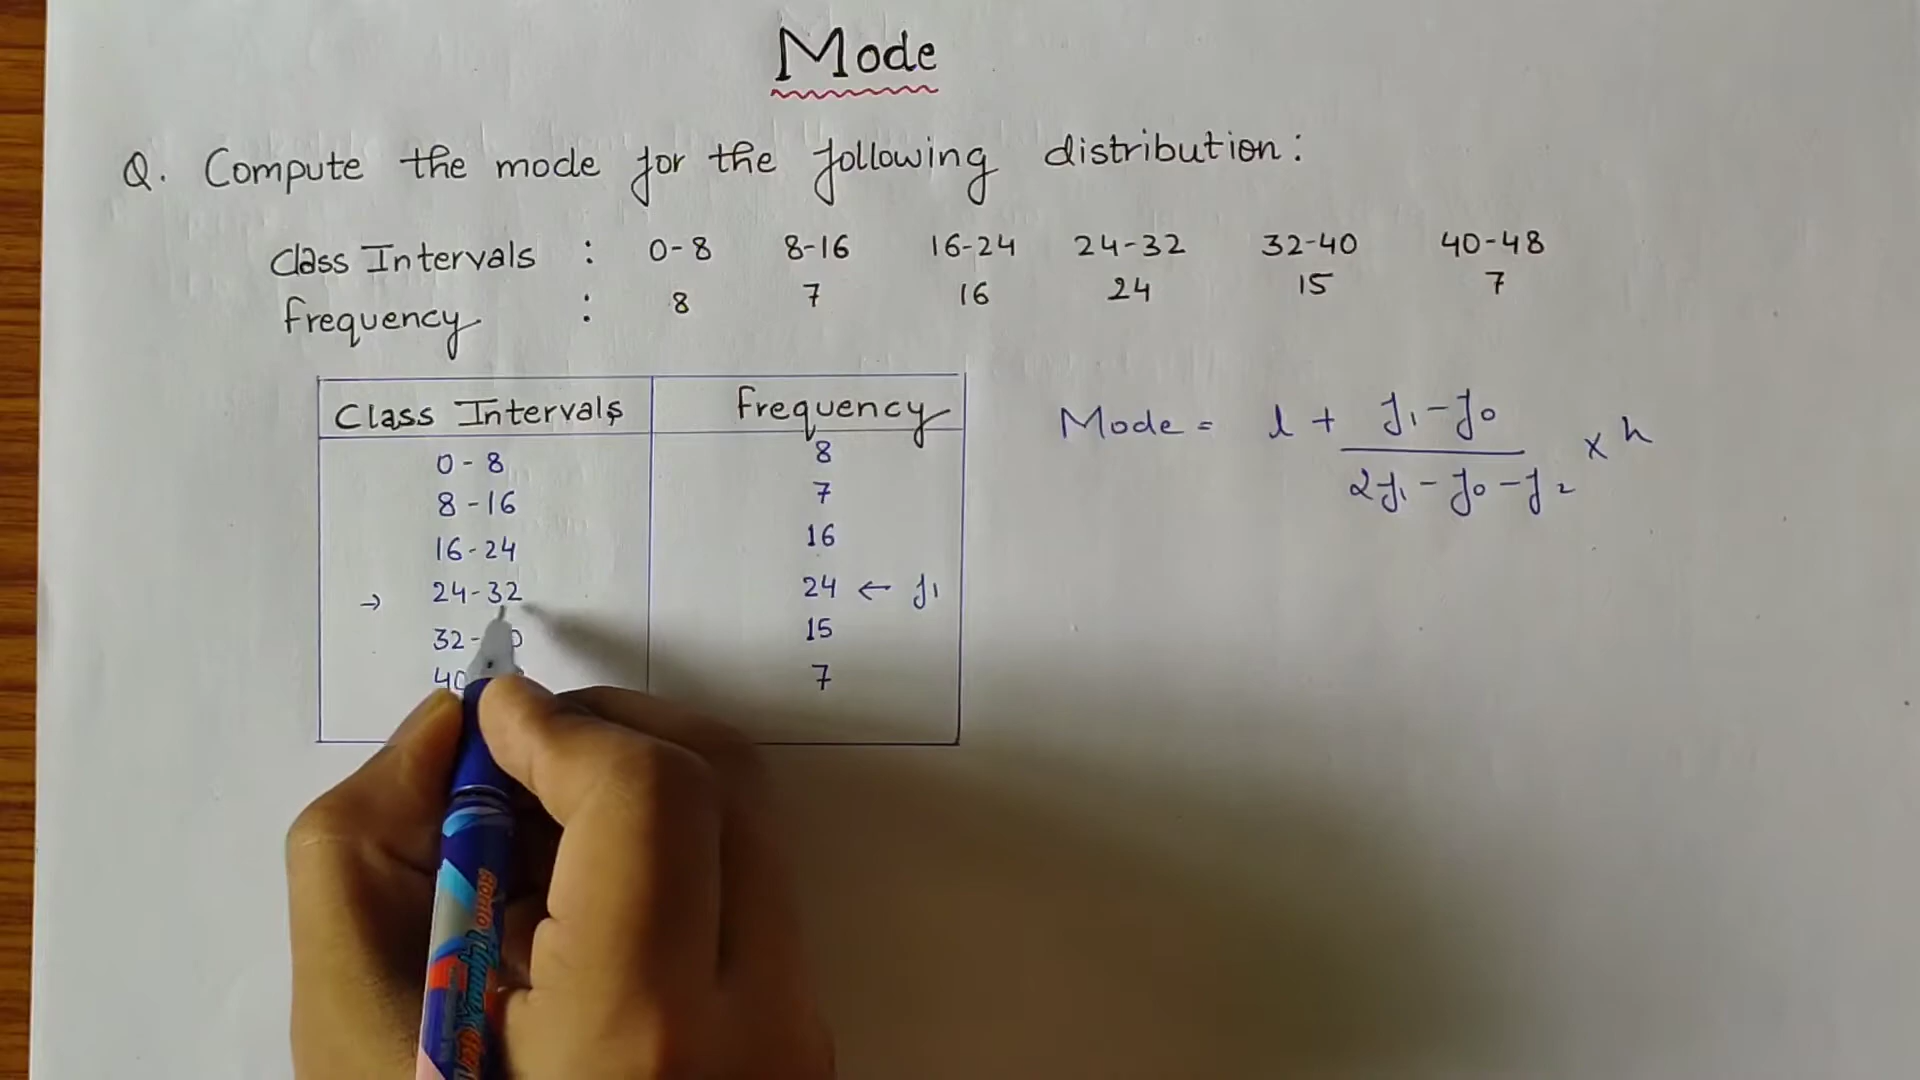 Mode
Q. Compute the mode for the following distribution:
Class Intervals : 0-8 8-16 16-24 24-32 32-40 40-48
frequency : 8 7 16 24 15 7
Class Intervals frequency
0-8 8
8-16 7
16-24 16
→ 24-32 24 ← f₁
32- 0 15
40 7
Mode = l + f₁-f₀ / 2f₁-f₀-f₂ × h